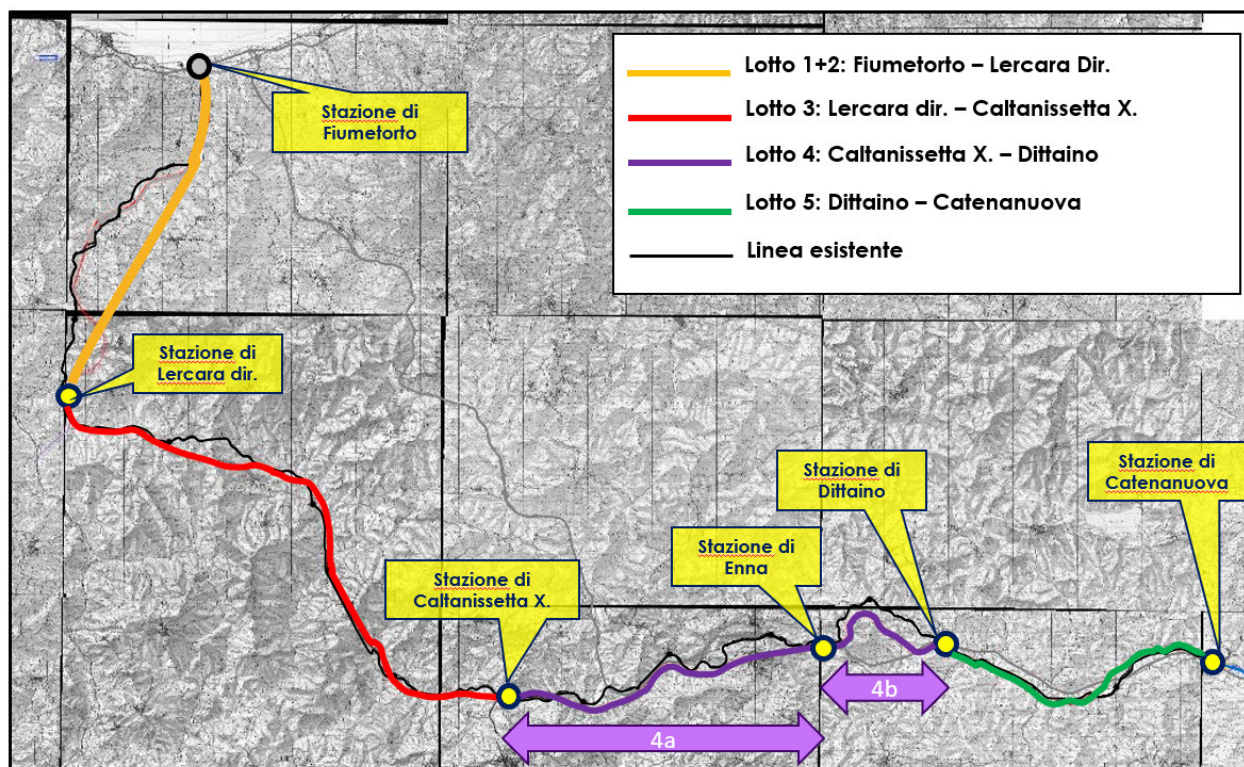 Lotto 1+2: Fiumetorto – Lercara Dir.
Lotto 3: Lercara dir. – Caltanissetta X.
Lotto 4: Caltanissetta X. – Dittaino
Lotto 5: Dittaino – Catenanuova
Linea esistente
Stazione di
Fiumetorto
Stazione di
Lercara dir.
Stazione di
Caltanissetta X.
Stazione di
Enna
Stazione di
Dittaino
Stazione di
Catenanuova
4a
4b